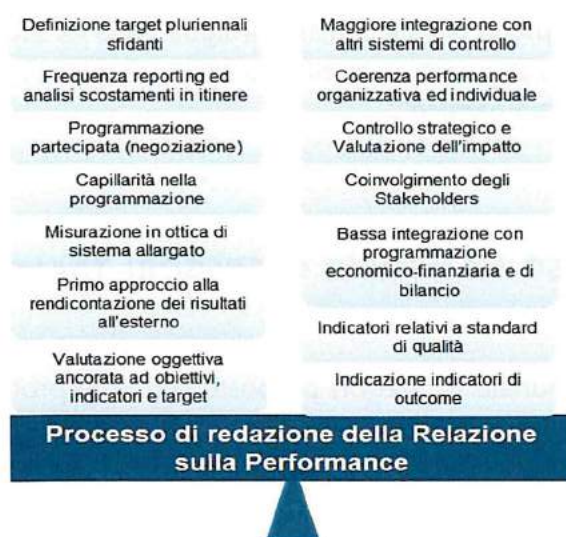 Definizione target pluriennali
sfidanti
Frequenza reporting ed
analisi scostamenti in itinere
Programmazione
partecipata (negoziazione)
Capillarità nella
programmazione
Misurazione in ottica di
sistema allargato
Primo approccio alla
rendicontazione dei risultati
all'esterno
Valutazione oggettiva
ancorata ad obiettivi,
indicatori e target
Maggiore integrazione con
altri sistemi di controllo
Coerenza performance
organizzativa ed individuale
Controllo strategico e
Valutazione dell'impatto
Coinvolgimento degli
Stakeholders
Bassa integrazione con
programmazione
economico-finanziaria e di
bilancio
Indicatori relativi a standard
di qualità
Indicazione indicatori di
outcome
Processo di redazione della Relazione
sulla Performance